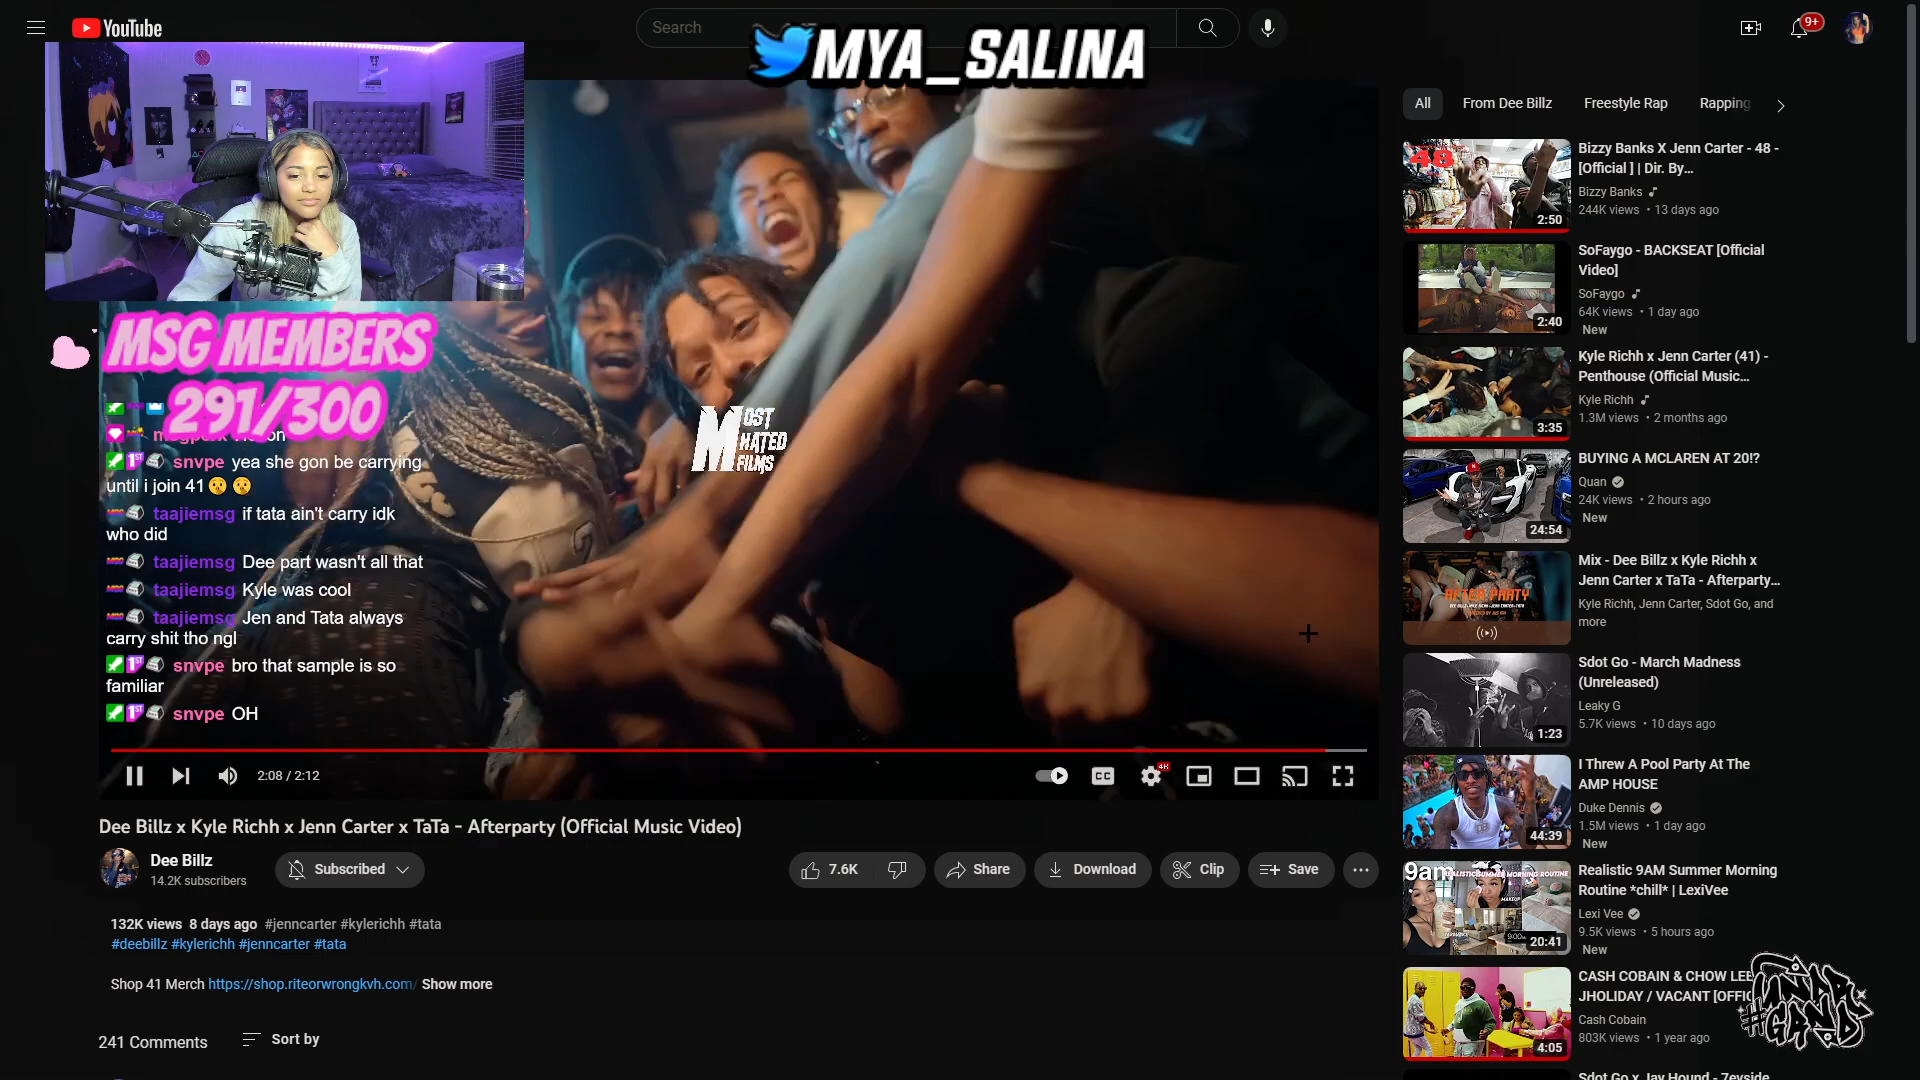 YouTube
Search
MYA_SALINA
9+
MSG MEMBERS
291/300
snvpe yea she gon be carrying
until i join 41
taajiemsg if tata ain't carry idk
who did
taajiemsg Dee part wasn't all that
taajiemsg Kyle was cool
taajiemsg Jen and Tata always
carry shit tho ngl
snvpe bro that sample is so
familiar
snvpe OH
MOST
HATED
FILMS
2:08 / 2:12
CC
4K
Dee Billz x Kyle Richh x Jenn Carter x TaTa - Afterparty (Official Music Video)
Dee Billz
14.2K subscribers
Subscribed
7.6K
Share
Download
Clip
Save
132K views 8 days ago #jenncarter #kylerichh #tata
#deebillz #kylerichh #jenncarter #tata
Shop 41 Merch https://shop.riteorwrongkvh.com/ Show more
241 Comments
Sort by
All
From Dee Billz
Freestyle Rap
Rapping
48
2:50
Bizzy Banks X Jenn Carter - 48 -
[Official ] | Dir. By...
Bizzy Banks
244K views • 13 days ago
2:40
SoFaygo - BACKSEAT [Official
Video]
SoFaygo
64K views • 1 day ago
New
3:35
Kyle Richh x Jenn Carter (41) -
Penthouse (Official Music...
Kyle Richh
1.3M views • 2 months ago
24:54
BUYING A MCLAREN AT 20!?
Quan
24K views • 2 hours ago
New
AFTER PARTY
Mix - Dee Billz x Kyle Richh x
Jenn Carter x TaTa - Afterparty...
Kyle Richh, Jenn Carter, Sdot Go, and
more
1:23
Sdot Go - March Madness
(Unreleased)
Leaky G
5.7K views • 10 days ago
44:39
I Threw A Pool Party At The
AMP HOUSE
Duke Dennis
1.5M views • 1 day ago
New
9am
20:41
Realistic 9AM Summer Morning
Routine *chill* | LexiVee
Lexi Vee
9.5K views • 5 hours ago
New
4:05
CASH COBAIN & CHOW LEE
JHOLIDAY / VACANT [OFFIC
Cash Cobain
803K views • 1 year ago
Sdot Go x Jay Hound - 7eyside